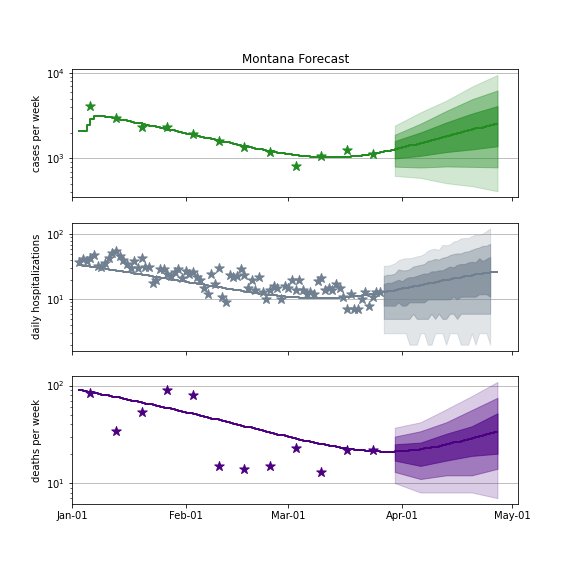 Montana Forecast
10⁴
10³
cases per week
10²
10¹
daily hospitalizations
10²
10¹
deaths per week
Jan-01
Feb-01
Mar-01
Apr-01
May-01